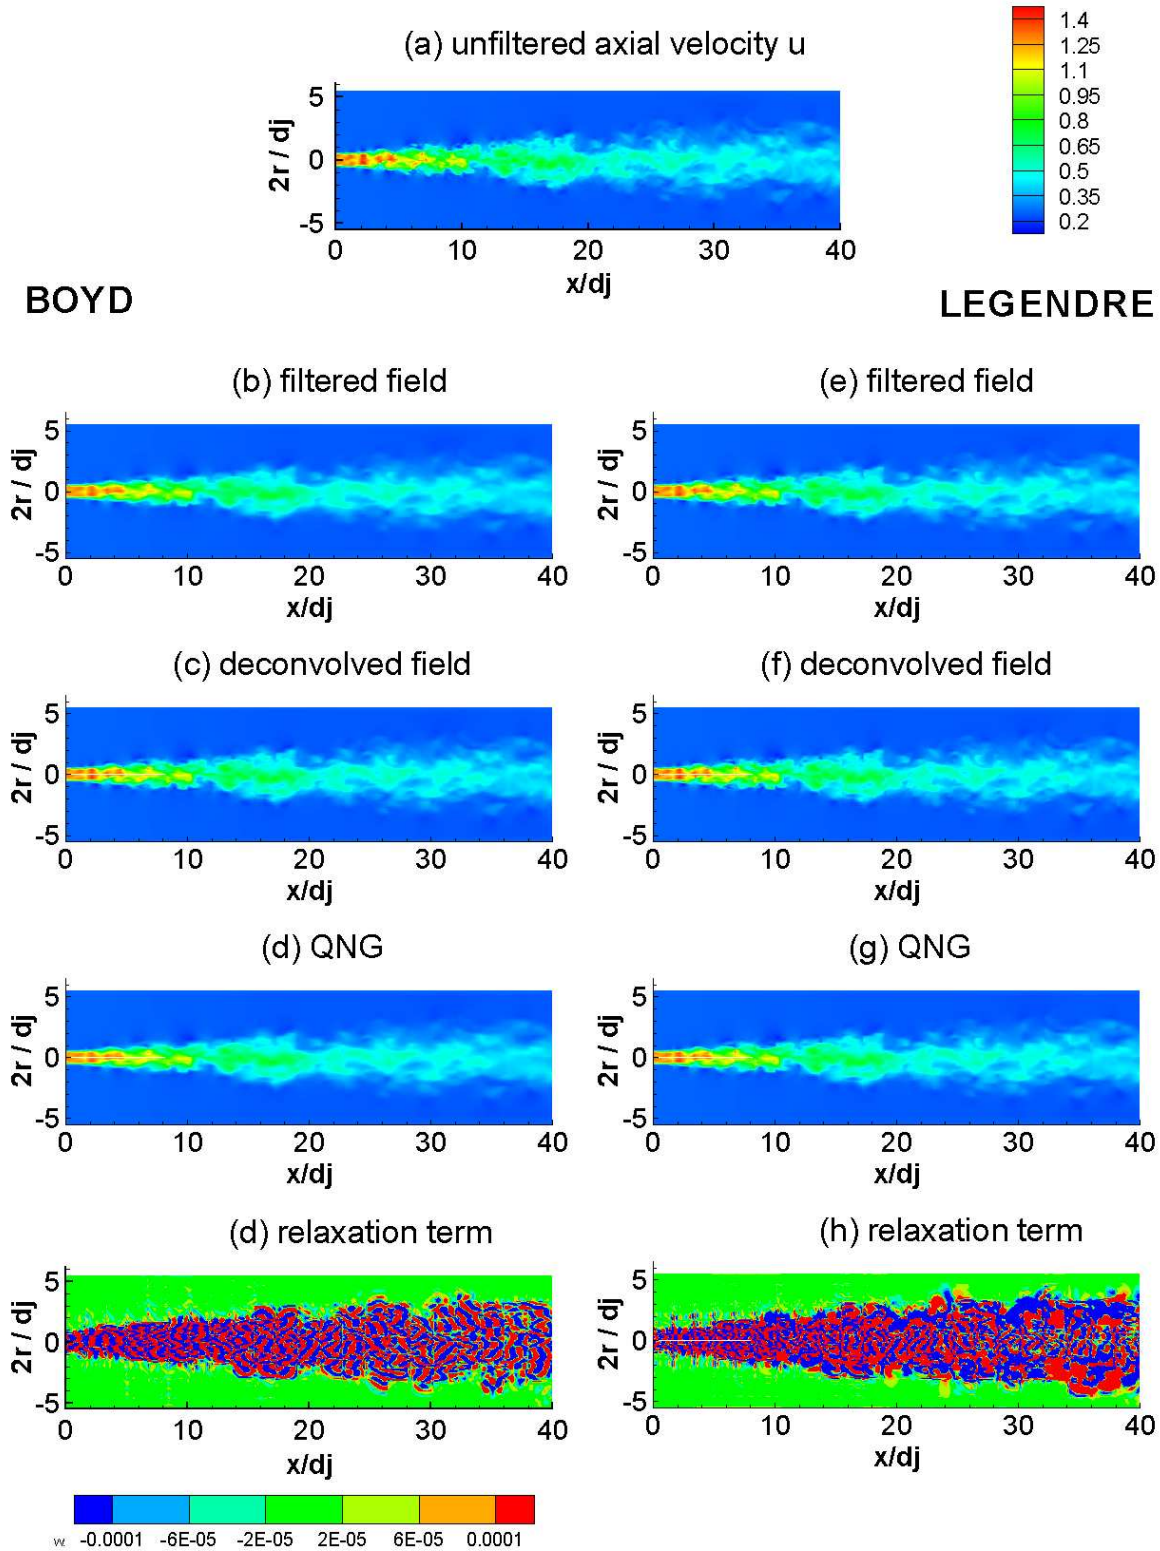 (a) unfiltered axial velocity u
1.4
1.25
1.1
0.95
0.8
0.65
0.5
0.35
0.2
5
0
-5
2r / dj
0 10 20 30 40
x/dj
BOYD
LEGENDRE
(b) filtered field
5
0
-5
2r / dj
0 10 20 30 40
x/dj
(e) filtered field
5
0
-5
2r / dj
0 10 20 30 40
x/dj
(c) deconvolved field
5
0
-5
2r / dj
0 10 20 30 40
x/dj
(f) deconvolved field
5
0
-5
2r / dj
0 10 20 30 40
x/dj
(d) QNG
5
0
-5
2r / dj
0 10 20 30 40
x/dj
(g) QNG
5
0
-5
2r / dj
0 10 20 30 40
x/dj
(d) relaxation term
5
0
-5
2r / dj
0 10 20 30 40
x/dj
(h) relaxation term
5
0
-5
2r / dj
0 10 20 30 40
x/dj
-0.0001 -6E-05 -2E-05 2E-05 6E-05 0.0001